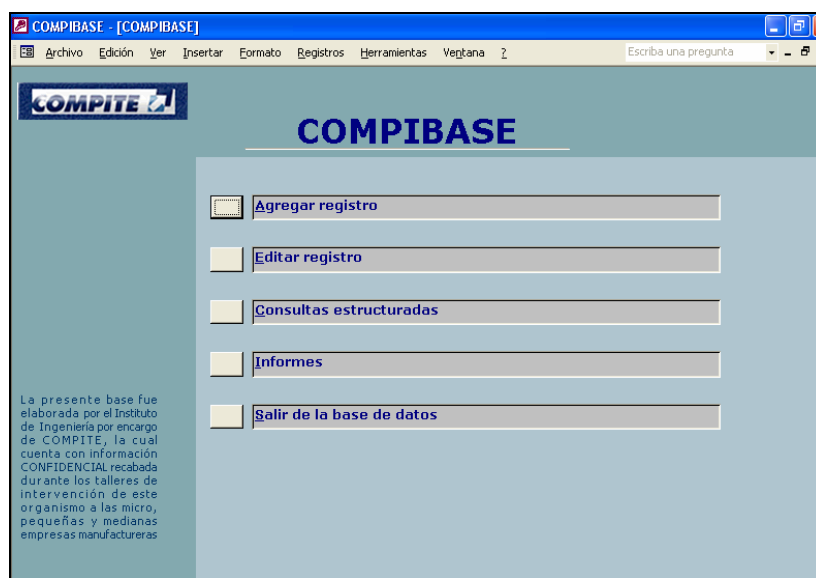 COMPIBASE - [COMPIBASE]
Archivo Edición Ver Insertar Formato Registros Herramientas Ventana ? Escriba una pregunta
COMPITE
COMPIBASE
Agregar registro
Editar registro
Consultas estructuradas
Informes
Salir de la base de datos
La presente base fue
elaborada por el Instituto
de Ingeniería por encargo
de COMPITE, la cual
cuenta con información
CONFIDENCIAL recabada
durante los talleres de
intervención de este
organismo a las micro,
pequeñas y medianas
empresas manufactureras